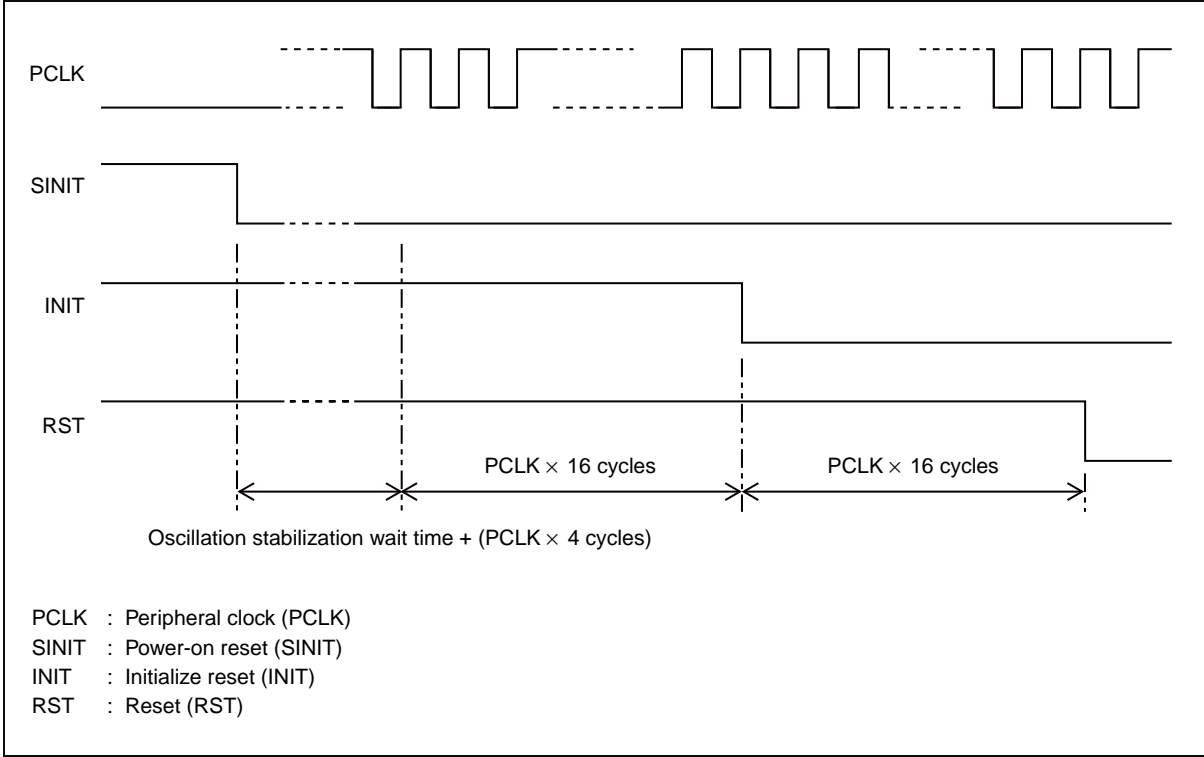 PCLK
SINIT
INIT
RST
PCLK × 16 cycles
PCLK × 16 cycles
Oscillation stabilization wait time + (PCLK × 4 cycles)
PCLK : Peripheral clock (PCLK)
SINIT : Power-on reset (SINIT)
INIT : Initialize reset (INIT)
RST : Reset (RST)